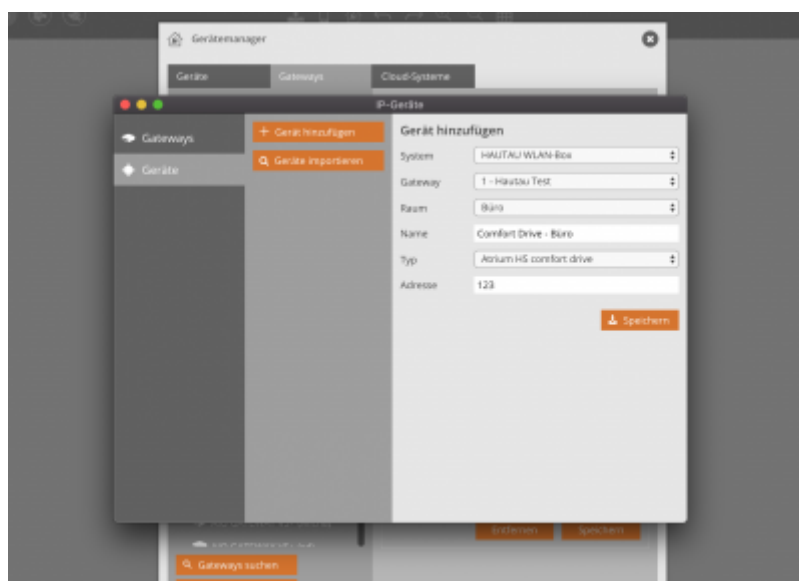 Gerätemanager
Geräte
Gateways
Cloud-Systeme
IP-Geräte
Gateways
Geräte
+ Gerät hinzufügen
Geräte importieren
Gerät hinzufügen
System HAUTAU WLAN-Box
Gateway 1 - Hautau Test
Raum Büro
Name Comfort Drive - Büro
Typ Atrium HS comfort drive
Adresse 123
Speichern
Entfernen
Speichern
Gateways suchen